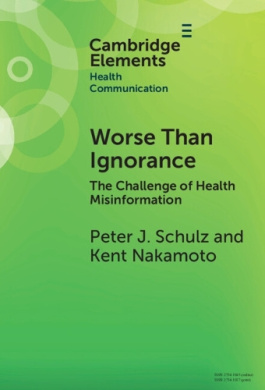 Cambridge
Elements
Health
Communication
Worse Than
Ignorance
The Challenge of Health
Misinformation
Peter J. Schulz and
Kent Nakamoto